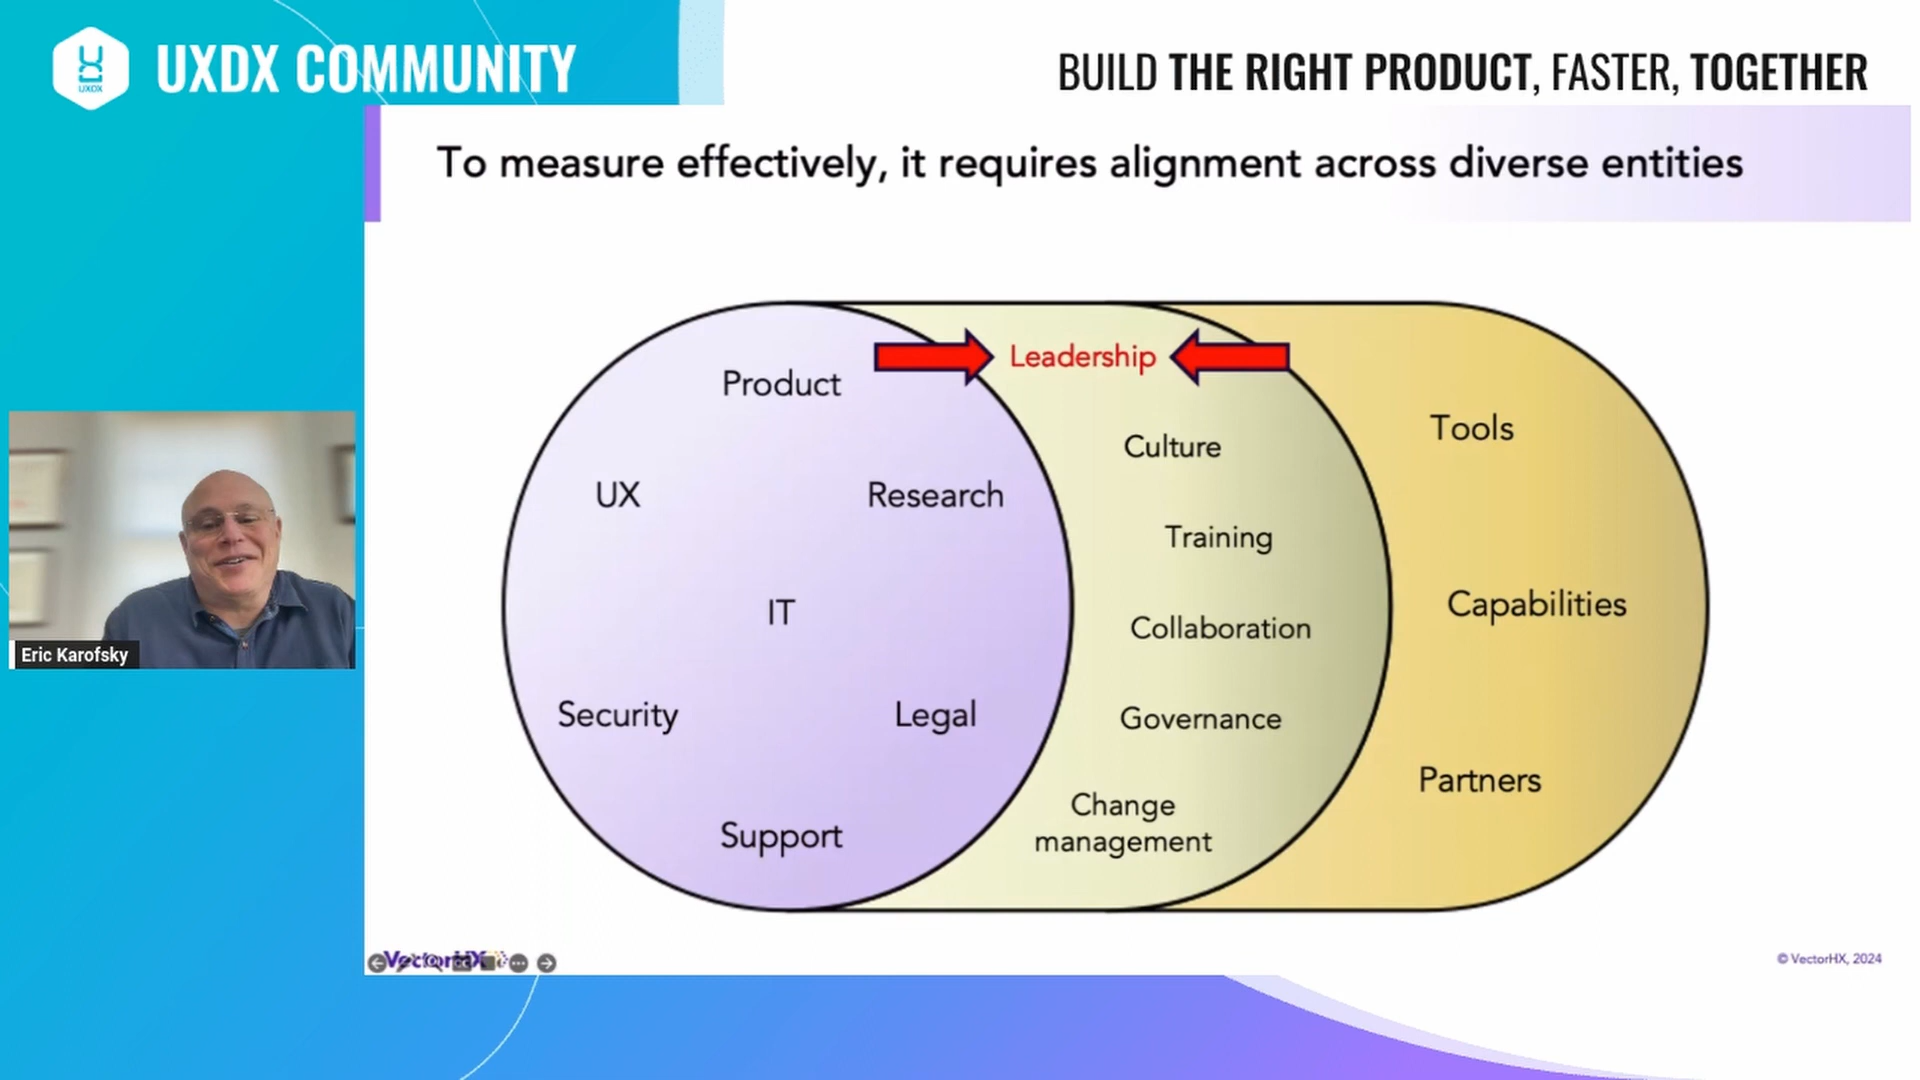 UXDX
UXDX COMMUNITY
BUILD THE RIGHT PRODUCT, FASTER, TOGETHER
To measure effectively, it requires alignment across diverse entities
Product
UX
Research
IT
Security
Legal
Support
Leadership
Culture
Training
Collaboration
Governance
Change
management
Tools
Capabilities
Partners
Eric Karofsky
VectorHX
© VectorHX, 2024